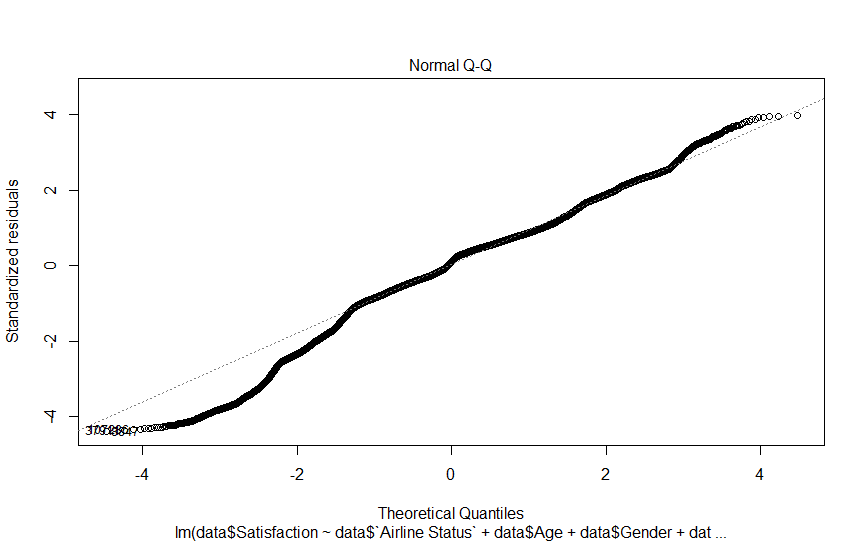 Normal Q-Q
Standardized residuals
4
2
0
-2
-4
-4
-2
0
2
4
Theoretical Quantiles
lm(data$Satisfaction ~ data$`Airline Status` + data$Age + data$Gender + dat ...